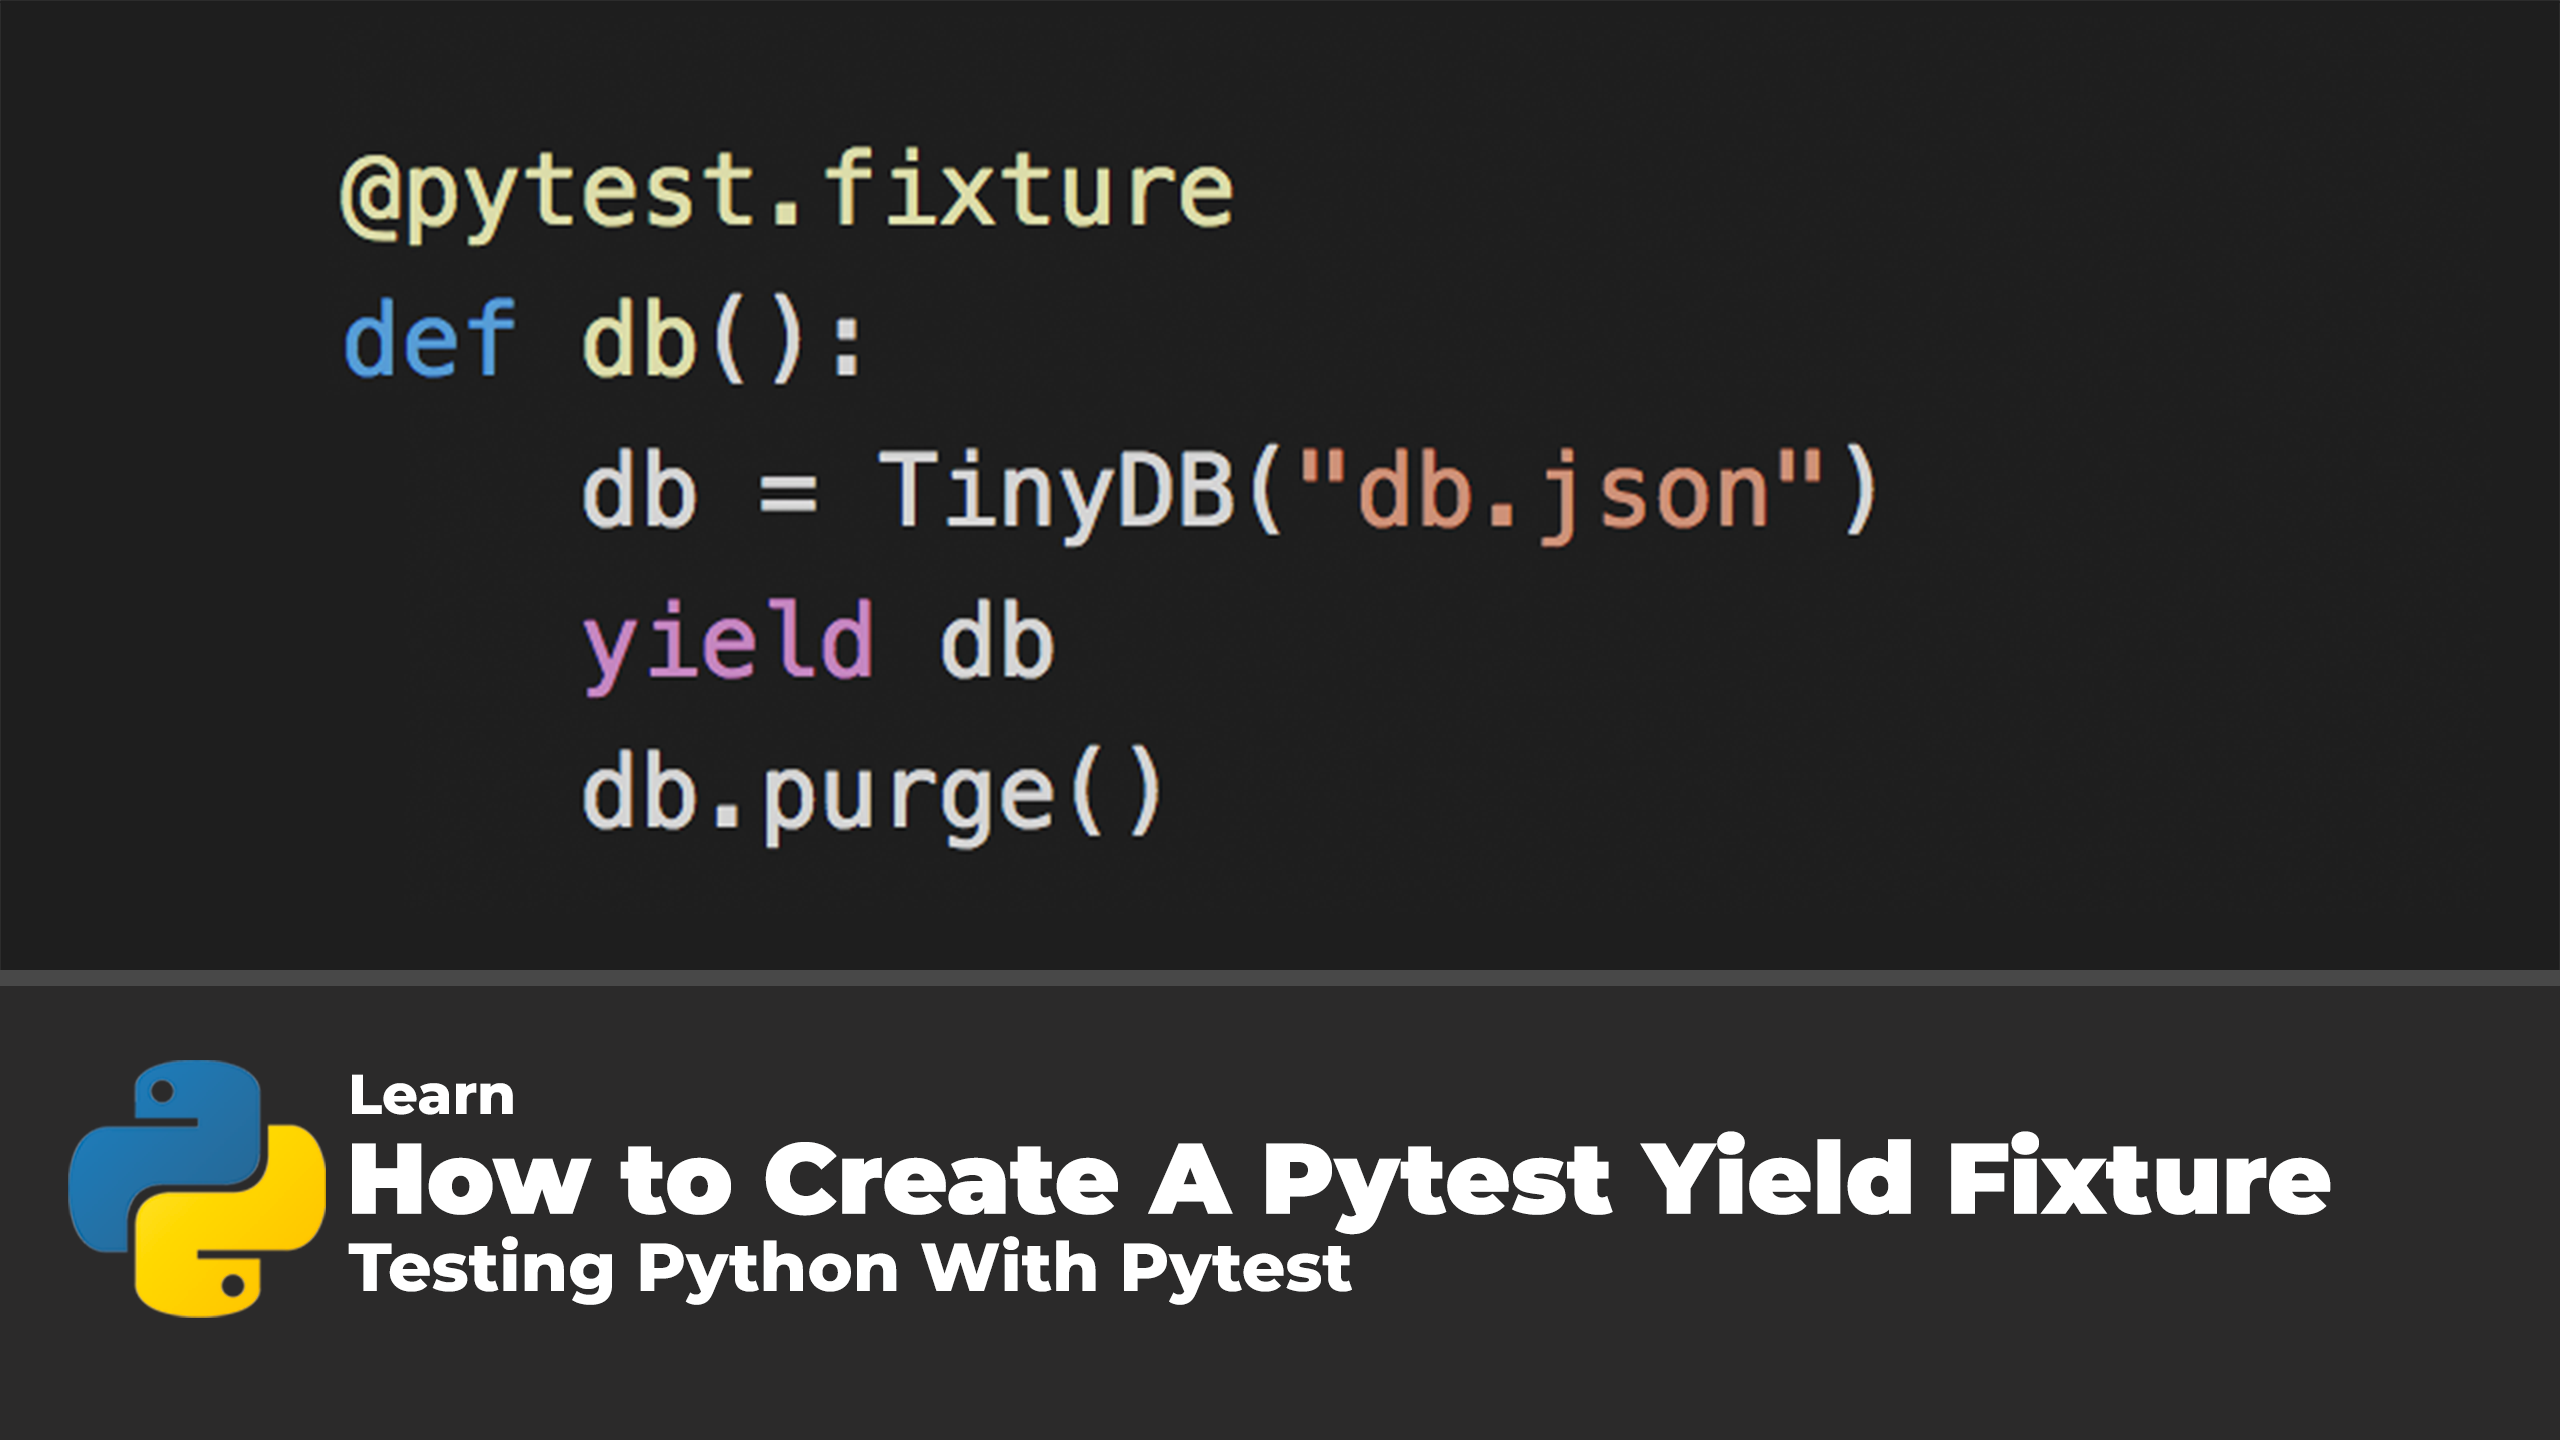 @pytest.fixture
def db():
    db = TinyDB("db.json")
    yield db
    db.purge()
Learn
How to Create A Pytest Yield Fixture
Testing Python With Pytest